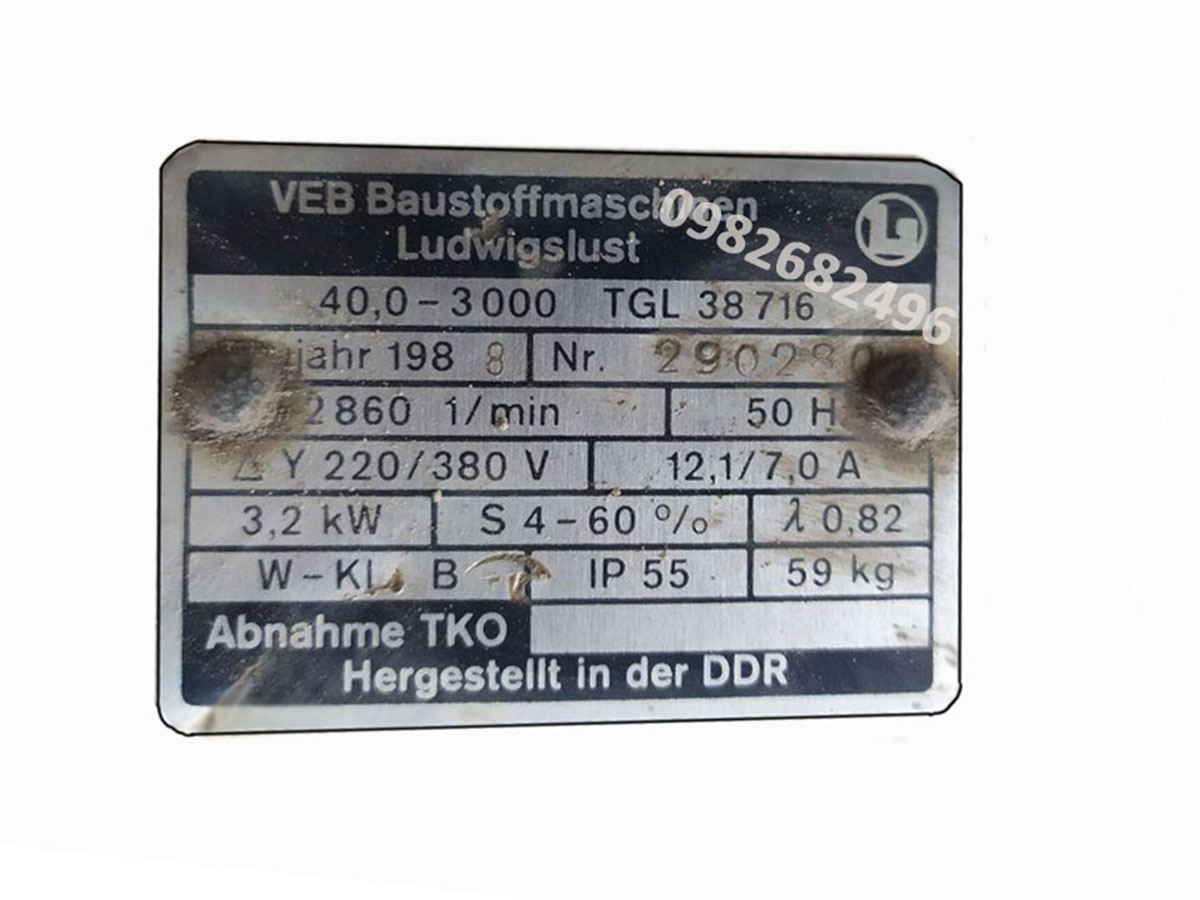 VEB Baustoffmaschinen
Ludwigslust
0982682496
40,0-3000 TGL 38716
jahr 198 8 Nr. 29028
2860 1/min 50 H
△ Y 220/380 V 12,1/7,0 A
3,2 kW S 4-60 % λ 0,82
W-Kl. B IP 55 59 kg
Abnahme TKO
Hergestellt in der DDR